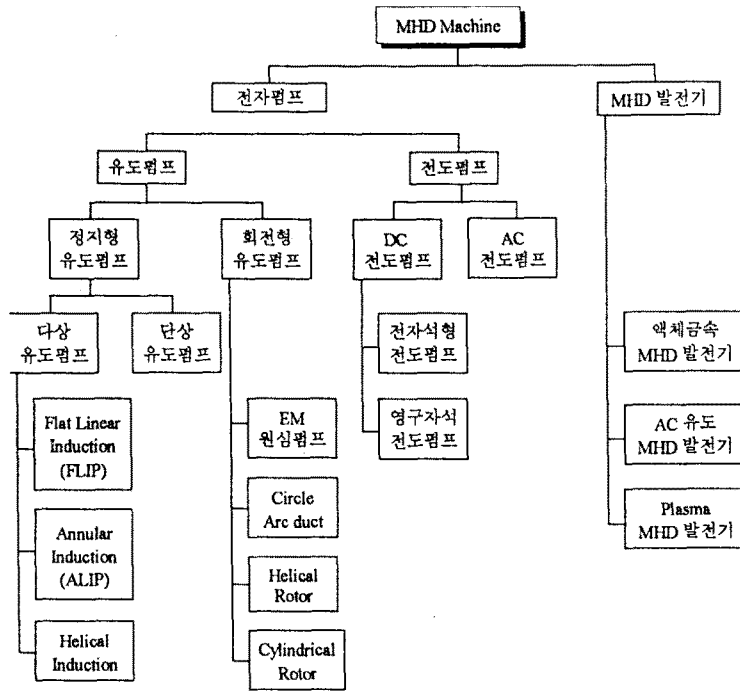 MHD Machine
전자펌프
MHD 발전기
유도펌프
전도펌프
정지형
유도펌프
회전형
유도펌프
DC
전도펌프
AC
전도펌프
다상
유도펌프
단상
유도펌프
전자석형
전도펌프
영구자석
전도펌프
액체금속
MHD 발전기
AC 유도
MHD 발전기
Plasma
MHD 발전기
Flat Linear
Induction
(FLIP)
Annular
Induction
(ALIP)
Helical
Induction
EM
원심펌프
Circle
Arc duct
Helical
Rotor
Cylindrical
Rotor